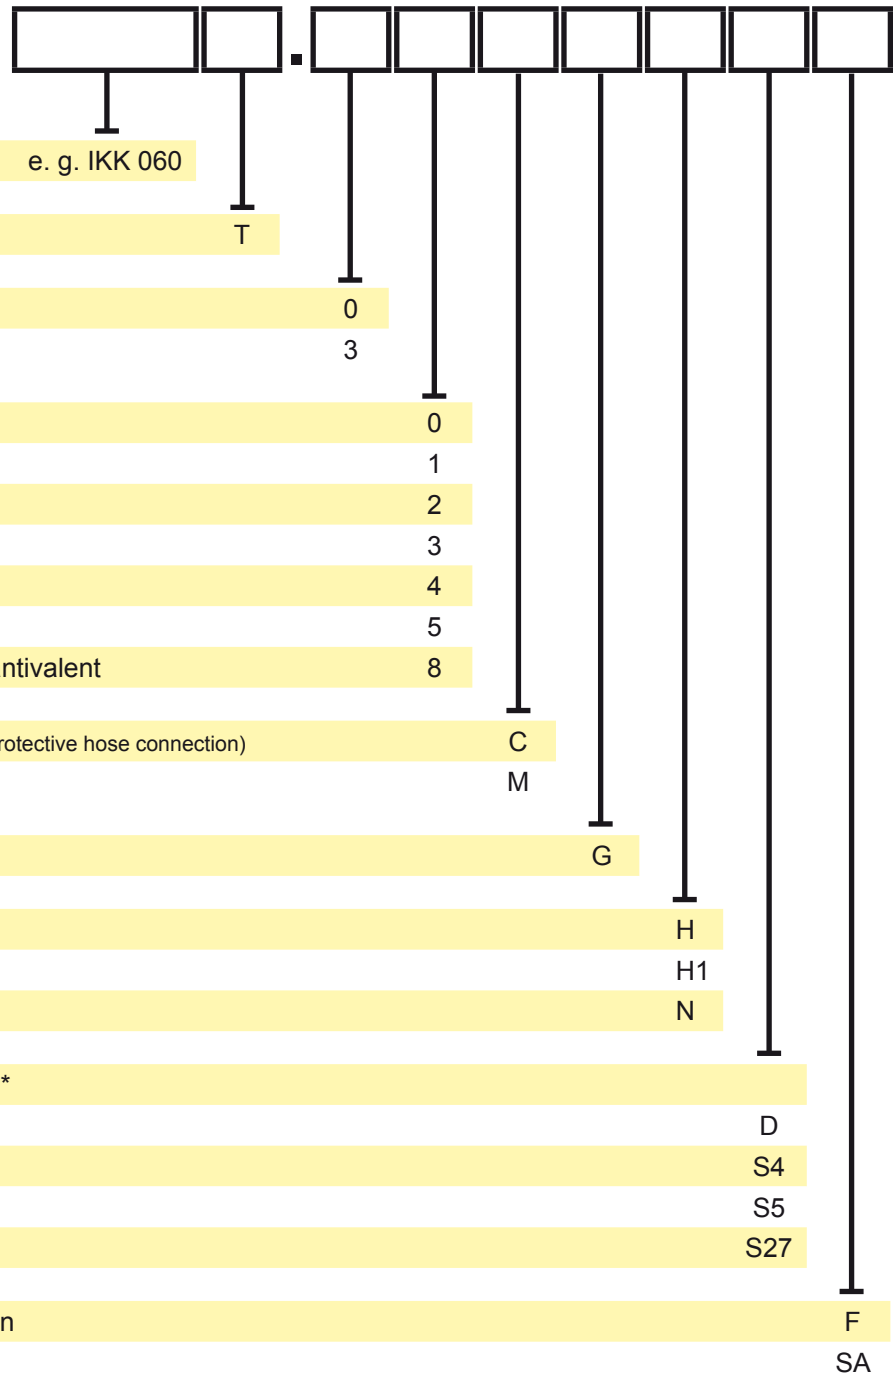 .
e. g. IKK 060
T
0
3
0
1
2
3
4
5
ntivalent 8
rotective hose connection) C
M
G
H
H1
N
*
D
S4
S5
S27
n F
SA